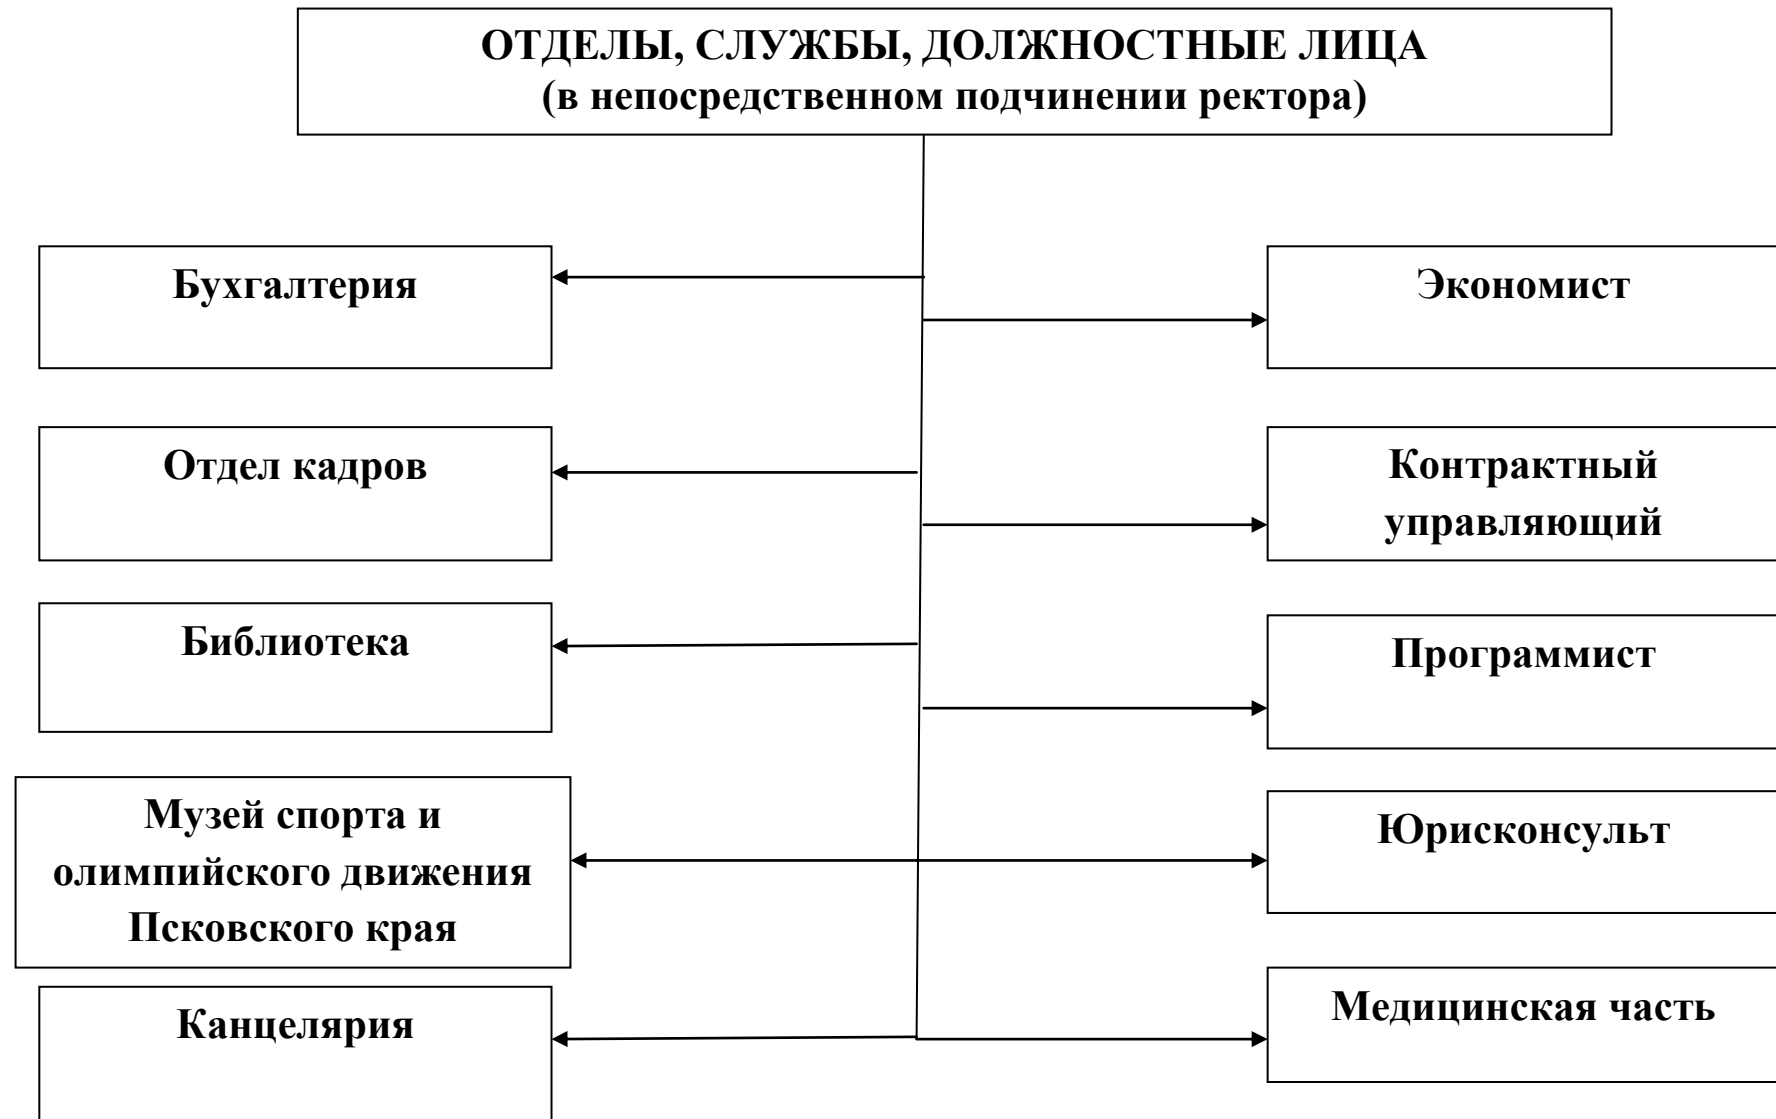 ОТДЕЛЫ, СЛУЖБЫ, ДОЛЖНОСТНЫЕ ЛИЦА
(в непосредственном подчинении ректора)
Бухгалтерия
Экономист
Отдел кадров
Контрактный
управляющий
Библиотека
Программист
Музей спорта и
олимпийского движения
Псковского края
Юрисконсульт
Канцелярия
Медицинская часть